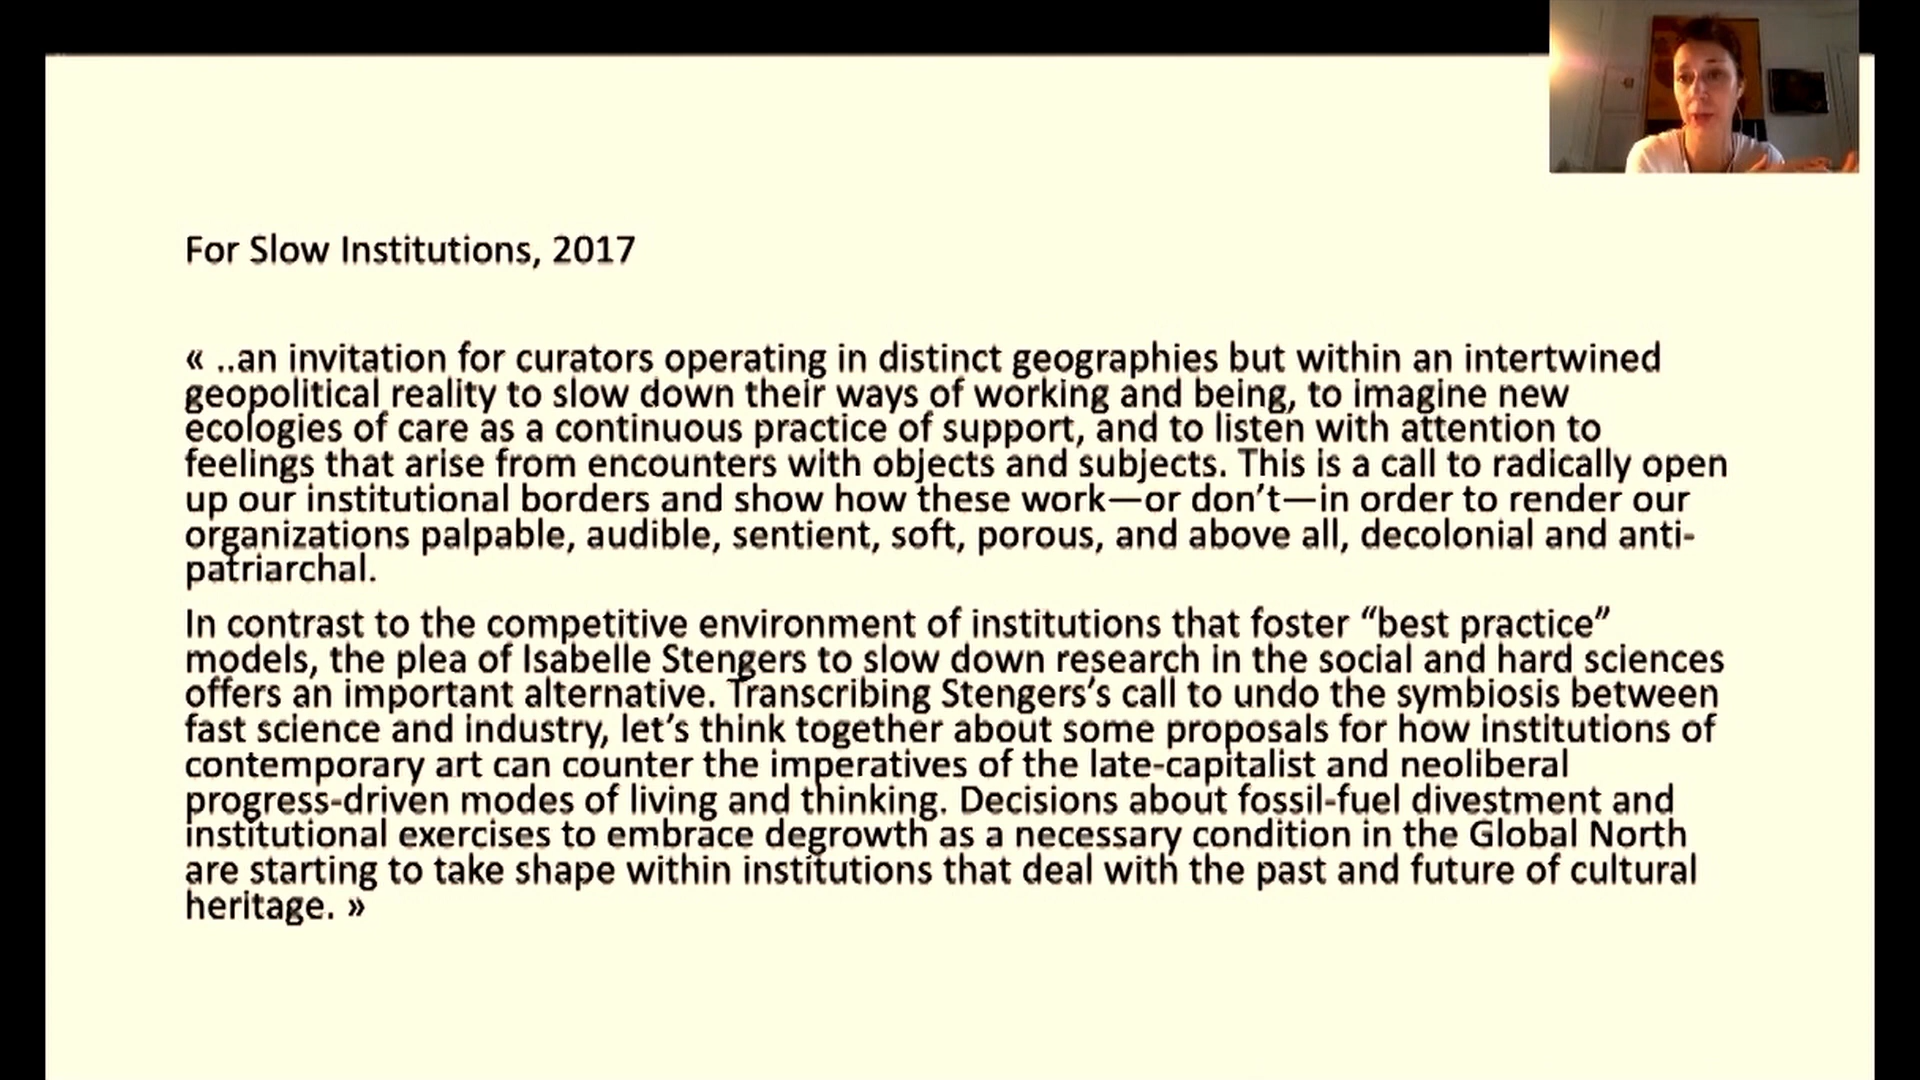 For Slow Institutions, 2017
« ..an invitation for curators operating in distinct geographies but within an intertwined
geopolitical reality to slow down their ways of working and being, to imagine new
ecologies of care as a continuous practice of support, and to listen with attention to
feelings that arise from encounters with objects and subjects. This is a call to radically open
up our institutional borders and show how these work—or don’t—in order to render our
organizations palpable, audible, sentient, soft, porous, and above all, decolonial and anti-
patriarchal.
In contrast to the competitive environment of institutions that foster “best practice”
models, the plea of Isabelle Stengers to slow down research in the social and hard sciences
offers an important alternative. Transcribing Stengers’s call to undo the symbiosis between
fast science and industry, let’s think together about some proposals for how institutions of
contemporary art can counter the imperatives of the late-capitalist and neoliberal
progress-driven modes of living and thinking. Decisions about fossil-fuel divestment and
institutional exercises to embrace degrowth as a necessary condition in the Global North
are starting to take shape within institutions that deal with the past and future of cultural
heritage. »